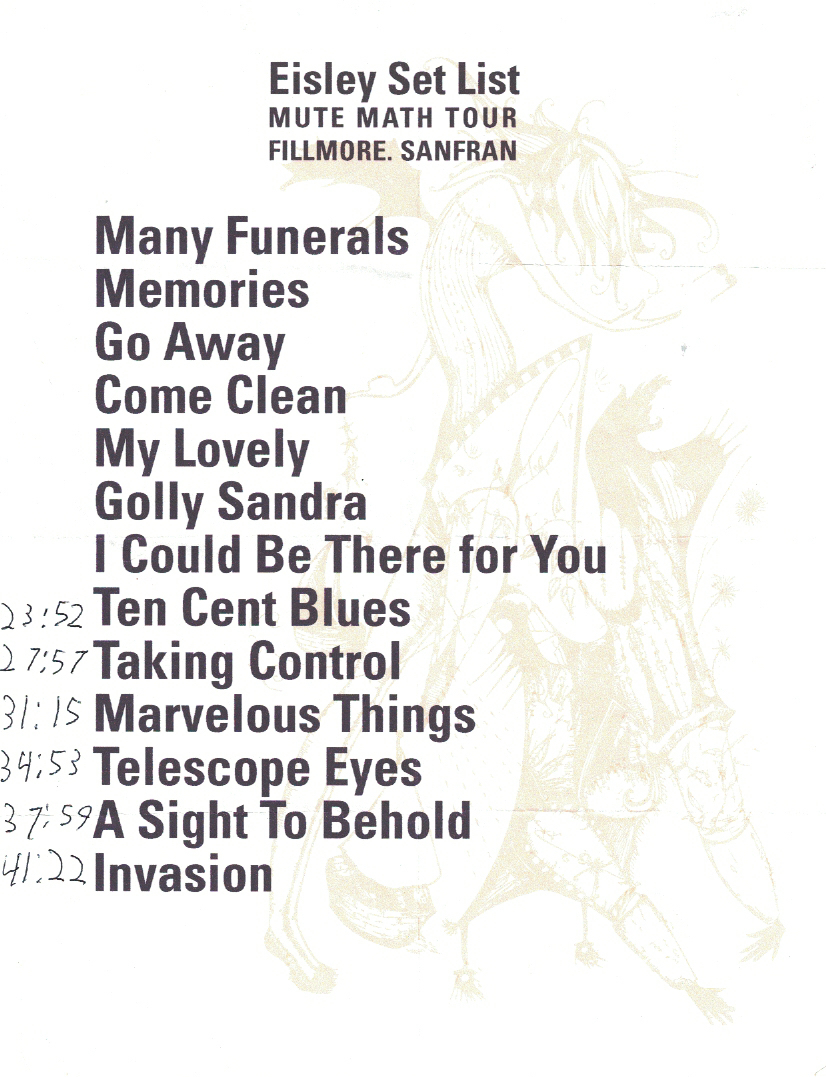 Eisley Set List
MUTE MATH TOUR
FILLMORE. SANFRAN
Many Funerals
Memories
Go Away
Come Clean
My Lovely
Golly Sandra
I Could Be There for You
23:52 Ten Cent Blues
27:57 Taking Control
31:15 Marvelous Things
34:53 Telescope Eyes
37:59 A Sight To Behold
41:22 Invasion